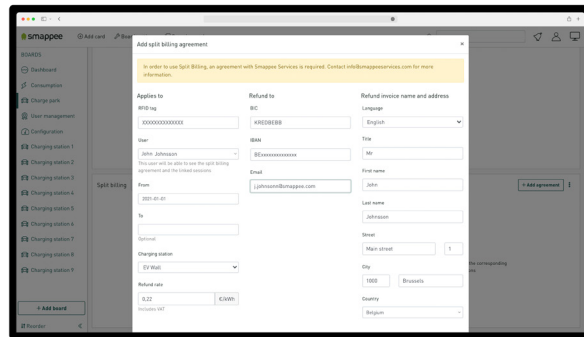 smappee
Add card
Board
Add split billing agreement
×
In order to use Split Billing, an agreement with Smappee Services is required. Contact info@smappeeservices.com for more
information.
BOARDS
Dashboard
Consumption
Charge park
User management
Configuration
Charging station 1
Charging station 2
Charging station 3
Charging station 4
Charging station 5
Charging station 6
Charging station 7
Charging station 8
Charging station 9
+ Add board
Reorder
Split billing
Applies to
RFID tag
XXXXXXXXXXXXXX
User
John Johnsson
This user will be able to see the split billing
agreement and the linked sessions.
From
2021-01-01
To
Optional
Charging station
EV Wall
Refund rate
0,22 €/kWh
Includes VAT
Refund to
BIC
KREDBEBB
IBAN
BExxxxxxxxxxxxxx
Email
j.johnsonn@smappee.com
Refund invoice name and address
Language
English
Title
Mr
First name
John
Last name
Johnsson
Street
Main street 1
City
1000 Brussels
Country
Belgium
+ Add agreement
the corresponding